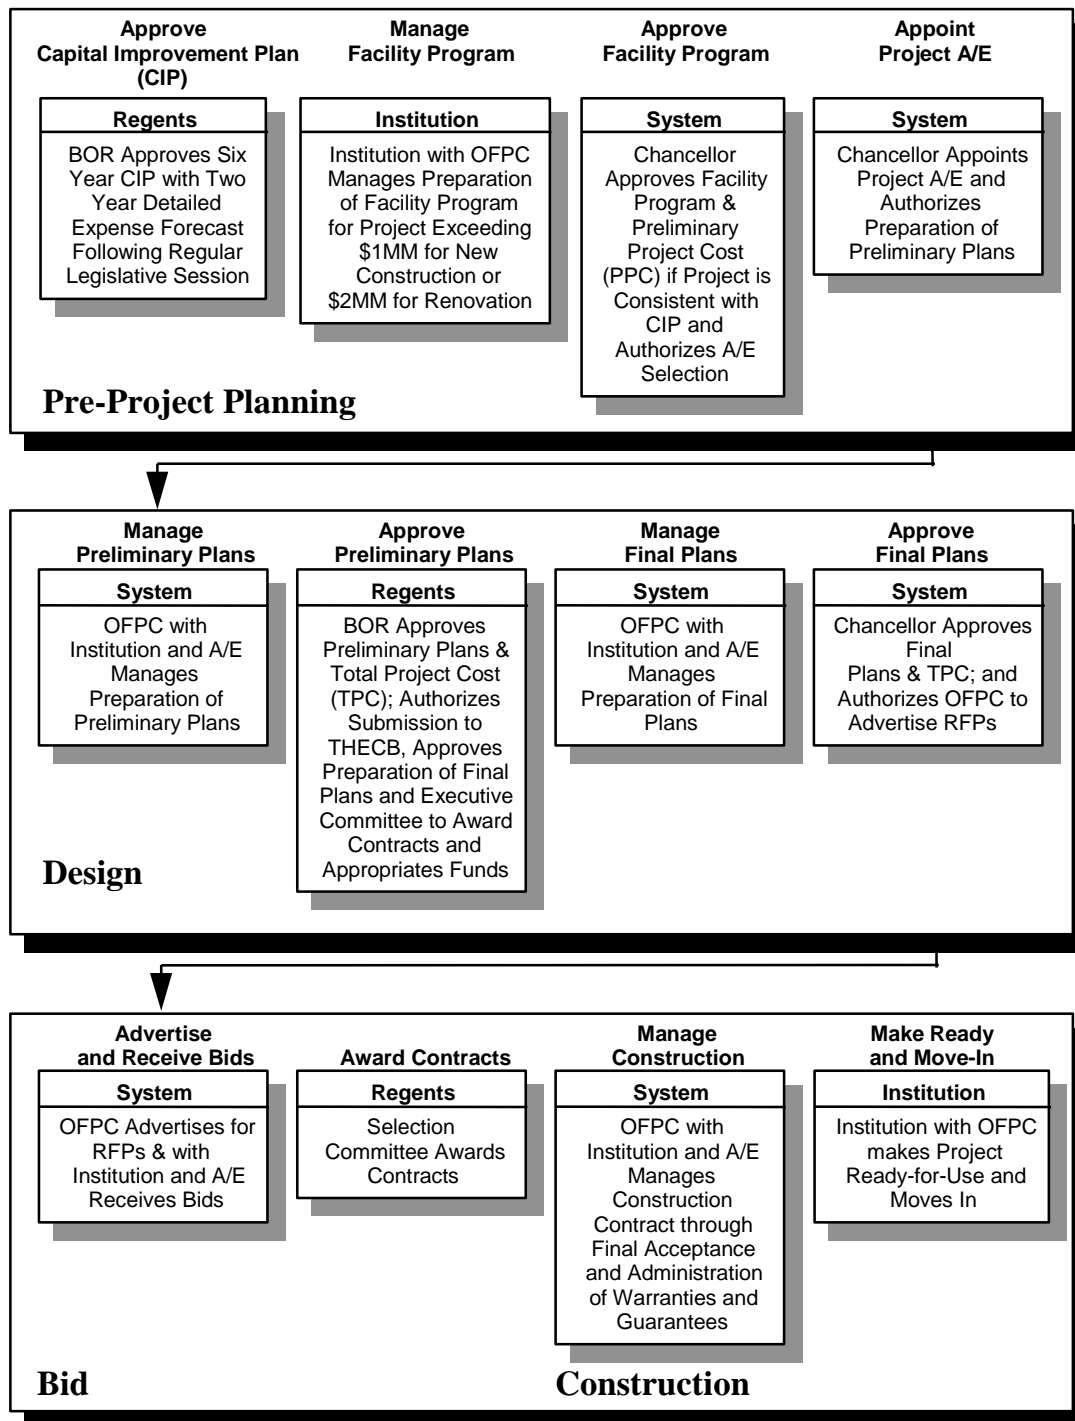 Approve
Capital Improvement Plan
(CIP)
Regents
BOR Approves Six
Year CIP with Two
Year Detailed
Expense Forecast
Following Regular
Legislative Session
Manage
Facility Program
Institution
Institution with OFPC
Manages Preparation
of Facility Program
for Project Exceeding
$1MM for New
Construction or
$2MM for Renovation
Approve
Facility Program
System
Chancellor
Approves Facility
Program &
Preliminary
Project Cost
(PPC) if Project is
Consistent with
CIP and
Authorizes A/E
Selection
Appoint
Project A/E
System
Chancellor Appoints
Project A/E and
Authorizes
Preparation of
Preliminary Plans
Pre-Project Planning
Manage
Preliminary Plans
System
OFPC with
Institution and A/E
Manages
Preparation of
Preliminary Plans
Approve
Preliminary Plans
Regents
BOR Approves
Preliminary Plans &
Total Project Cost
(TPC); Authorizes
Submission to
THECB, Approves
Preparation of Final
Plans and Executive
Committee to Award
Contracts and
Appropriates Funds
Manage
Final Plans
System
OFPC with
Institution and A/E
Manages
Preparation of Final
Plans
Approve
Final Plans
System
Chancellor Approves
Final
Plans & TPC; and
Authorizes OFPC to
Advertise RFPs
Design
Advertise
and Receive Bids
System
OFPC Advertises for
RFPs & with
Institution and A/E
Receives Bids
Award Contracts
Regents
Selection
Committee Awards
Contracts
Manage
Construction
System
OFPC with
Institution and A/E
Manages
Construction
Contract through
Final Acceptance
and Administration
of Warranties and
Guarantees
Make Ready
and Move-In
Institution
Institution with OFPC
makes Project
Ready-for-Use and
Moves In
Bid
Construction